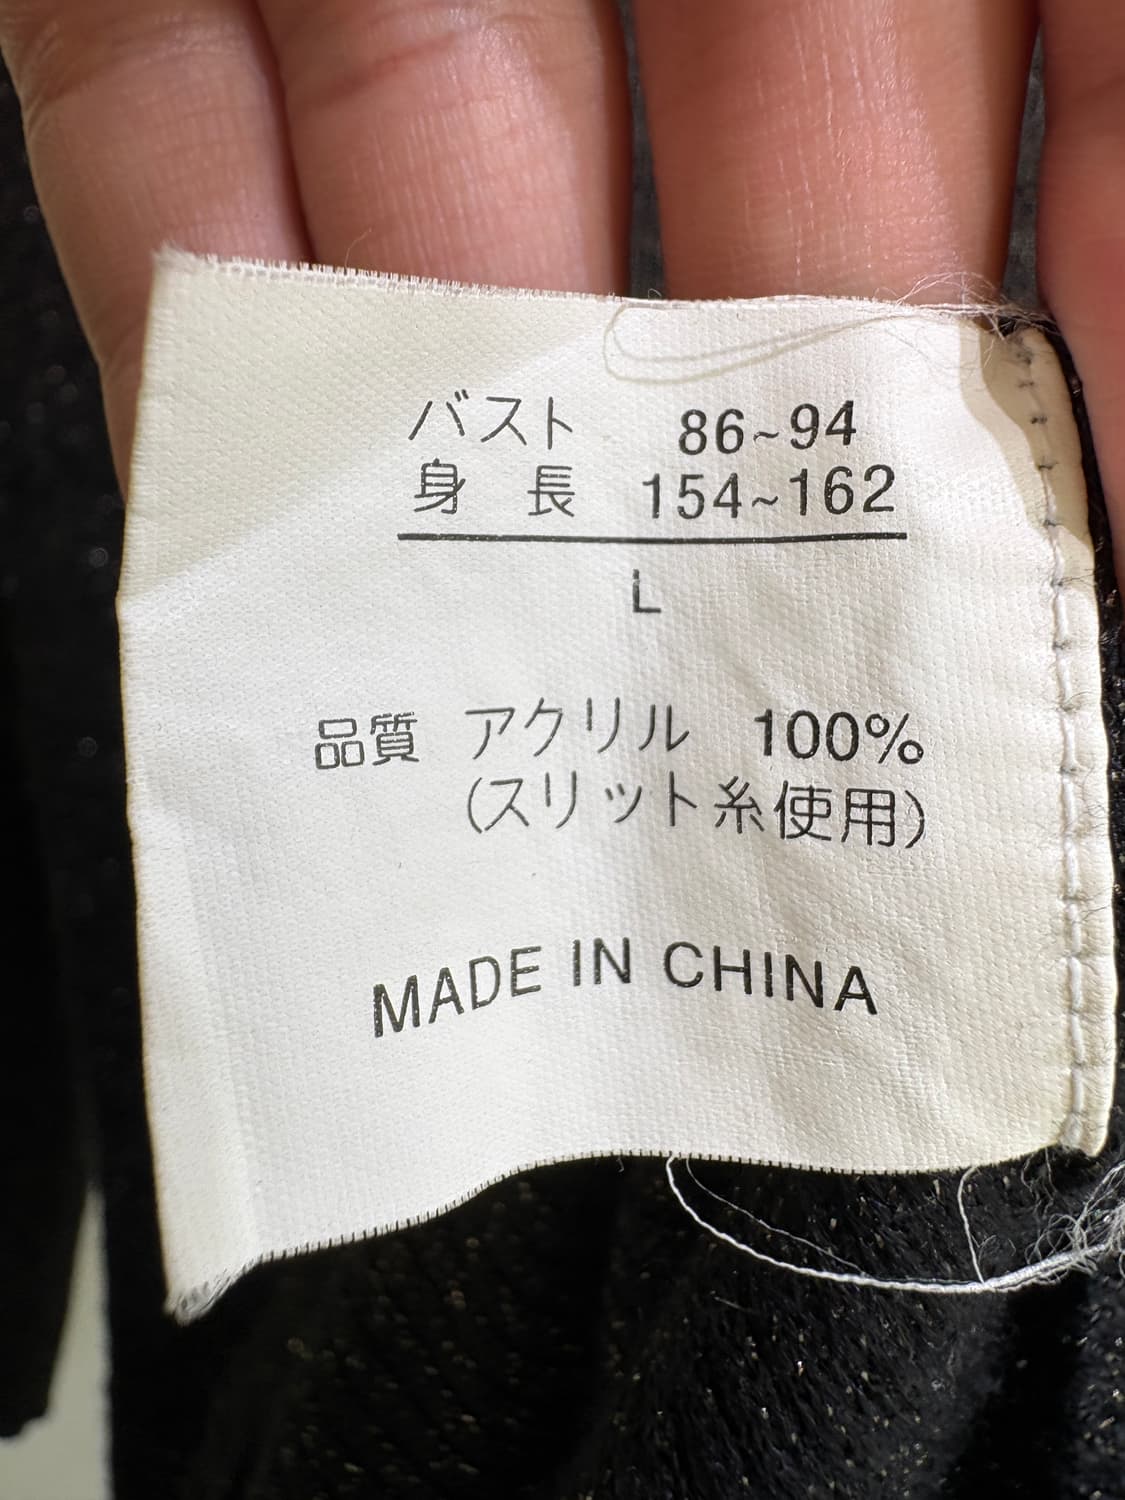 バスト 86~94
身 長 154~162
L
品質 アクリル 100%
(スリット糸使用)
MADE IN CHINA